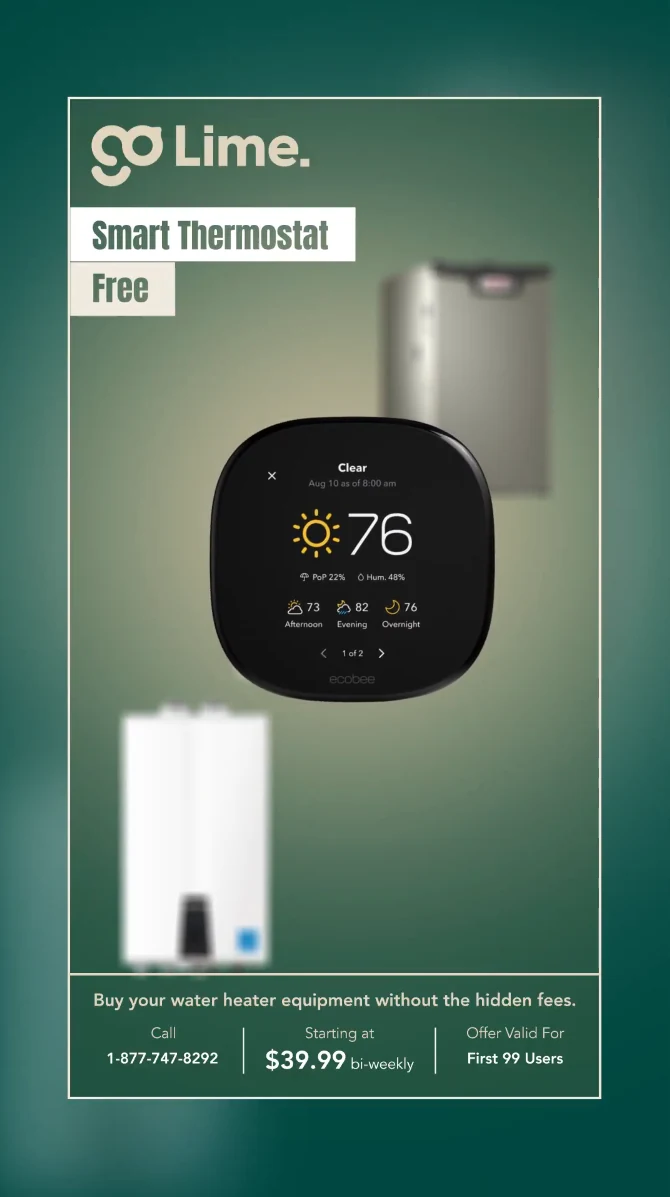 go Lime.
Smart Thermostat
Free
Clear
Aug 10 as of 8:00 am
76
PoP 22% Hum. 48%
73 82 76
Afternoon Evening Overnight
1 of 2
ecobee
Buy your water heater equipment without the hidden fees.
Call Starting at Offer Valid For
1-877-747-8292 $39.99 bi-weekly First 99 Users